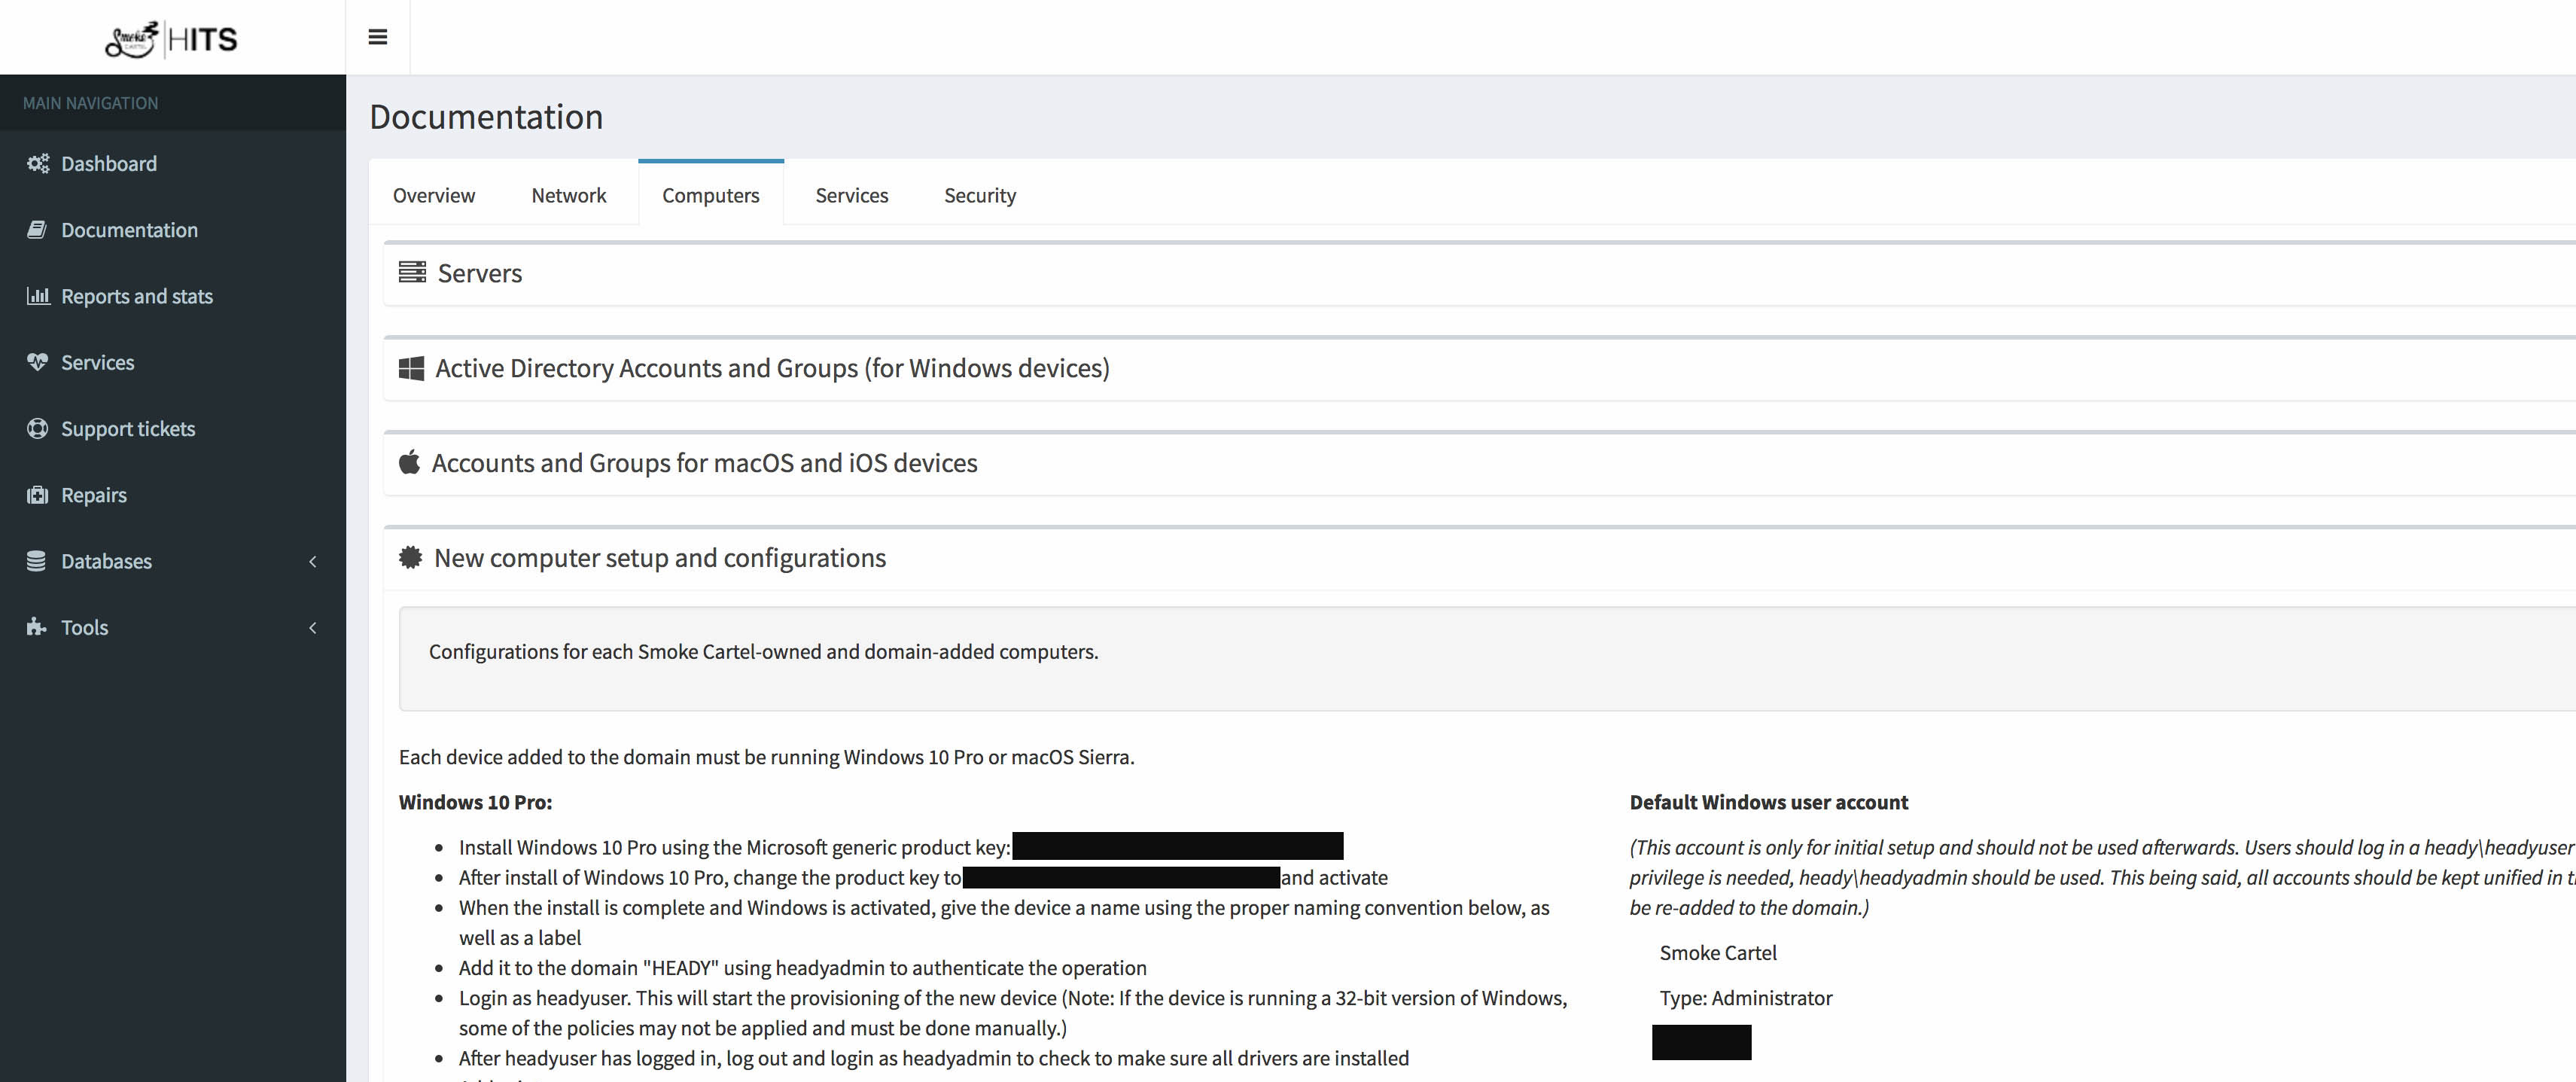 Smoke CARTEL HITS
MAIN NAVIGATION
Dashboard
Documentation
Reports and stats
Services
Support tickets
Repairs
Databases
Tools
Documentation
Overview Network Computers Services Security
Servers
Active Directory Accounts and Groups (for Windows devices)
Accounts and Groups for macOS and iOS devices
New computer setup and configurations
Configurations for each Smoke Cartel-owned and domain-added computers.
Each device added to the domain must be running Windows 10 Pro or macOS Sierra.
Windows 10 Pro:
• Install Windows 10 Pro using the Microsoft generic product key:
• After install of Windows 10 Pro, change the product key to and activate
• When the install is complete and Windows is activated, give the device a name using the proper naming convention below, as
well as a label
• Add it to the domain "HEADY" using headyadmin to authenticate the operation
• Login as headyuser. This will start the provisioning of the new device (Note: If the device is running a 32-bit version of Windows,
some of the policies may not be applied and must be done manually.)
• After headyuser has logged in, log out and login as headyadmin to check to make sure all drivers are installed
Default Windows user account
(This account is only for initial setup and should not be used afterwards. Users should log in a heady\headyuser
privilege is needed, heady\headyadmin should be used. This being said, all accounts should be kept unified in
be re-added to the domain.)
Smoke Cartel
Type: Administrator